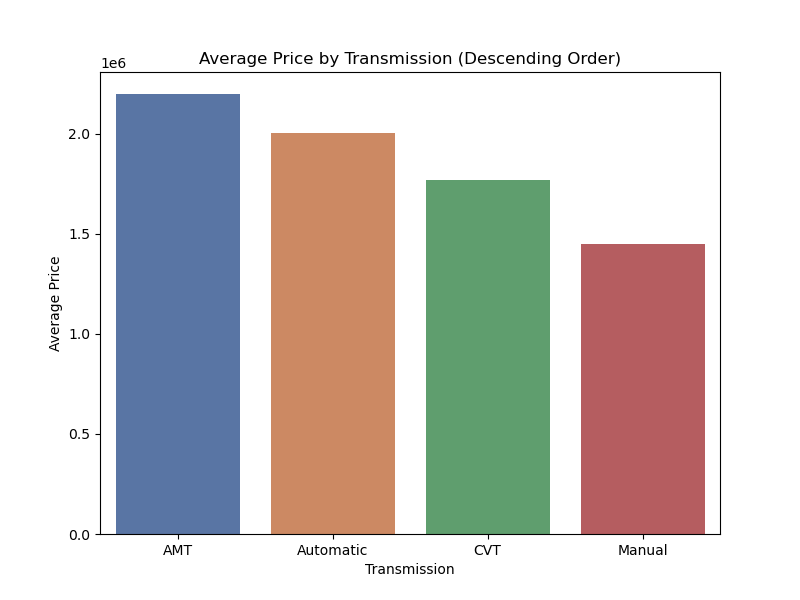 Average Price by Transmission (Descending Order)
1e6
2.0
1.5
1.0
0.5
0.0
Average Price
AMT Automatic CVT Manual
Transmission